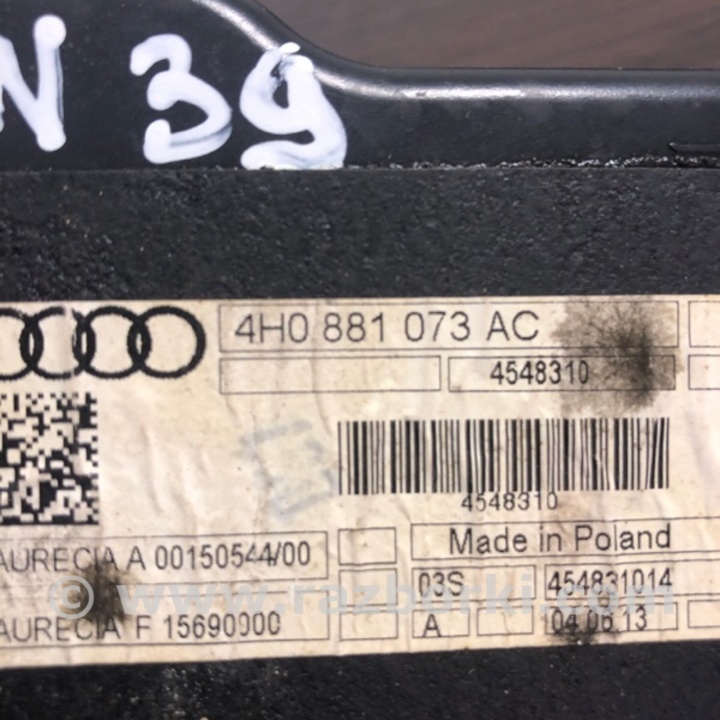 N 39
4H0 881 073 AC
4548310
4548310
Made in Poland
AURECIA A 00150544/00
03S 454831014
AURECIA F 15690000
A 04.06.13
© www.razborki.com